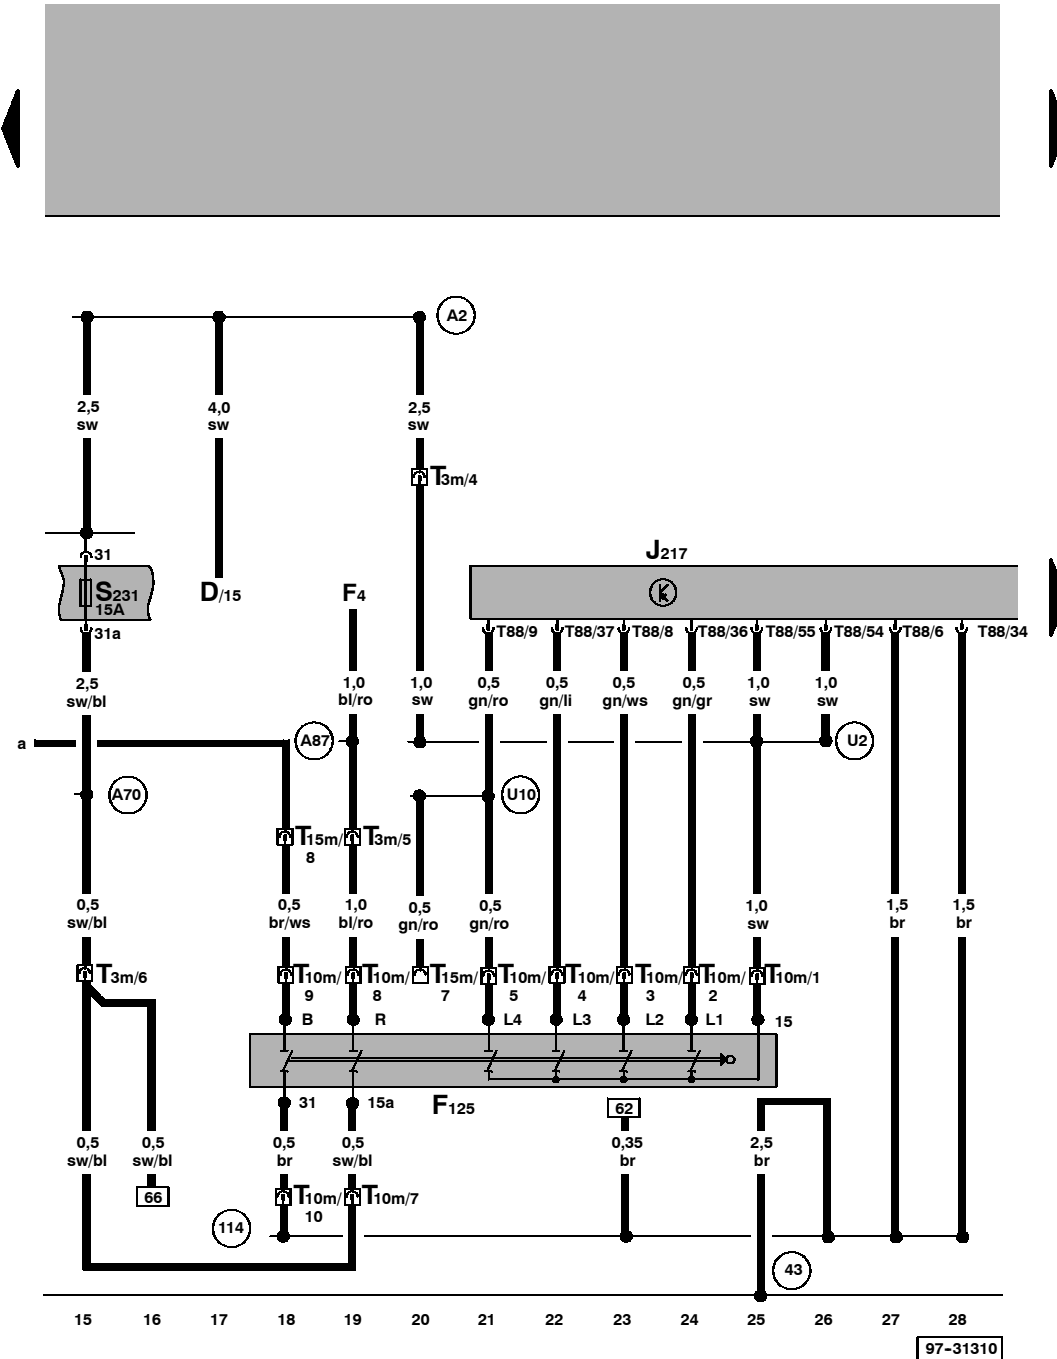 A2
2,5 4,0 2,5
sw sw sw
T3m/4
31
J217
S231
15A
D/15
F4
31a
T88/9 T88/37 T88/8 T88/36 T88/55 T88/54 T88/6 T88/34
2,5 1,0 1,0 0,5 0,5 0,5 0,5 1,0 1,0
sw/bl bl/ro sw gn/ro gn/li gn/ws gn/gr sw sw
a A87 U2
A70 U10
T15m/ T3m/5
8
0,5 0,5 1,0 0,5 0,5 1,0 1,5 1,5
sw/bl br/ws bl/ro gn/ro gn/ro sw br br
T3m/6 T10m/ T10m/ T15m/ T10m/ T10m/ T10m/ T10m/ T10m/1
9 8 7 5 4 3 2
B R L4 L3 L2 L1 15
31 15a F125 62
0,5 0,5 0,5 0,5 0,35 2,5
sw/bl sw/bl br sw/bl br br
66 T10m/ T10m/7
10
114
43
15 16 17 18 19 20 21 22 23 24 25 26 27 28
97-31310